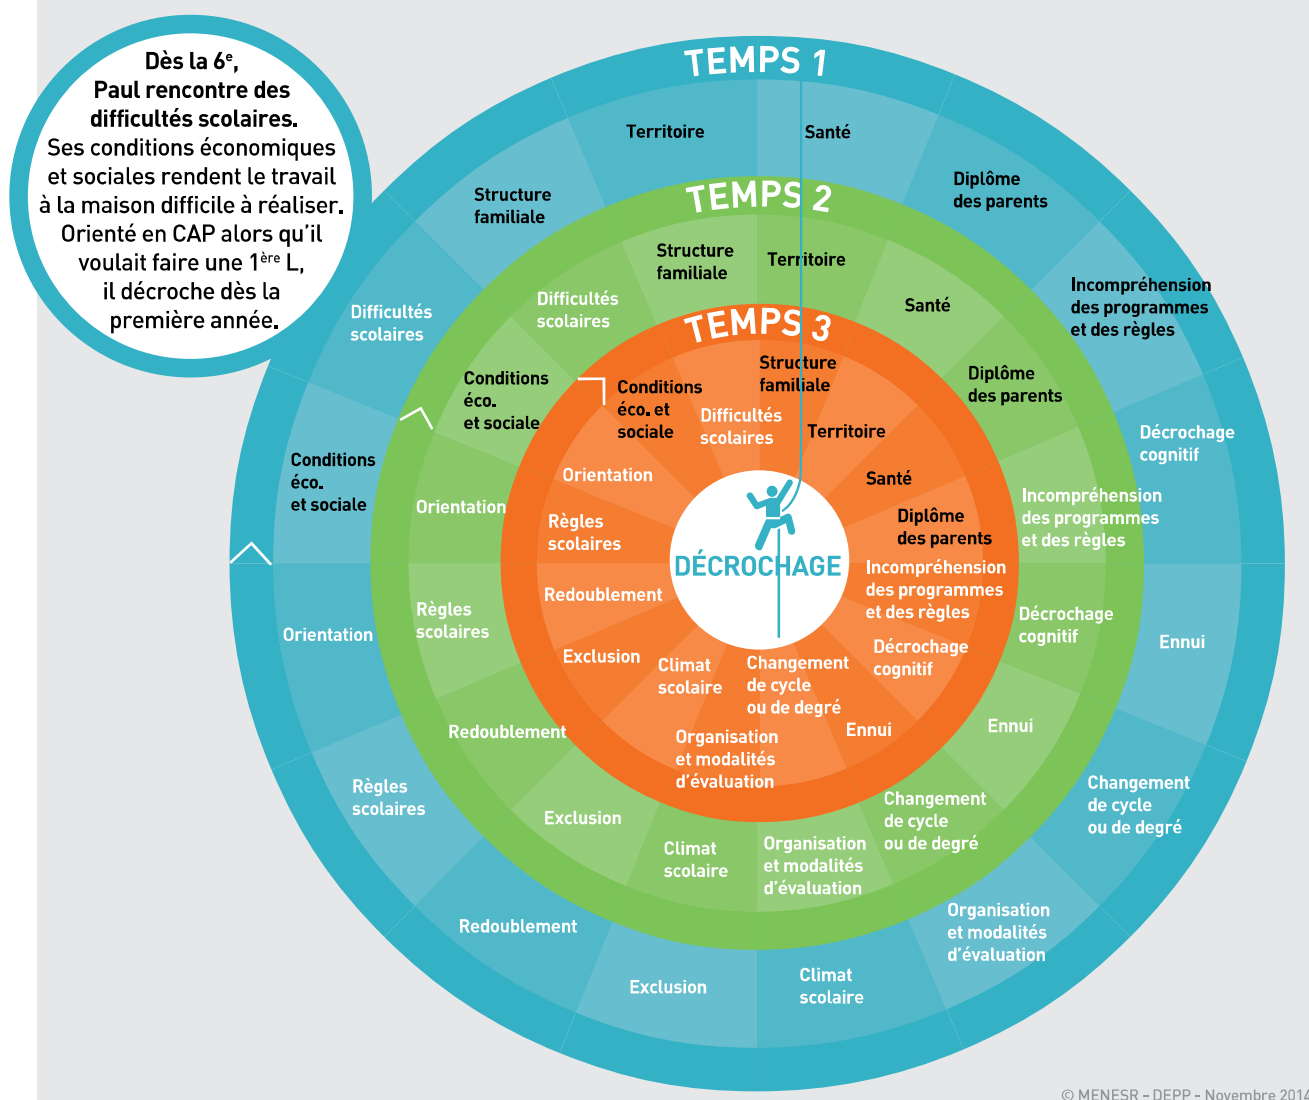 Dès la 6e,
Paul rencontre des
difficultés scolaires.
Ses conditions économiques
et sociales rendent le travail
à la maison difficile à réaliser.
Orienté en CAP alors qu'il
voulait faire une 1ère L,
il décroche dès la
première année.
TEMPS 1
Territoire
Santé
Structure
familiale
Diplôme
des parents
Difficultés
scolaires
Incompréhension
des programmes
et des règles
Conditions
éco.
et sociale
Décrochage
cognitif
Orientation
Ennui
Règles
scolaires
Changement
de cycle
ou de degré
Redoublement
Organisation
et modalités
d'évaluation
Exclusion
Climat
scolaire
TEMPS 2
Structure
familiale
Territoire
Difficultés
scolaires
Santé
Conditions
éco.
et sociale
Diplôme
des parents
Orientation
Incompréhension
des programmes
et des règles
Règles
scolaires
Décrochage
cognitif
Redoublement
Ennui
Exclusion
Changement
de cycle
ou de degré
Climat
scolaire
Organisation
et modalités
d'évaluation
TEMPS 3
Conditions
éco. et
sociale
Structure
familiale
Difficultés
scolaires
Territoire
Orientation
Santé
Règles
scolaires
Diplôme
des parents
DÉCROCHAGE
Redoublement
Incompréhension
des programmes
et des règles
Exclusion
Décrochage
cognitif
Climat
scolaire
Changement
de cycle
ou de degré
Ennui
Organisation
et modalités
d'évaluation
© MENESR – DEPP - Novembre 2014